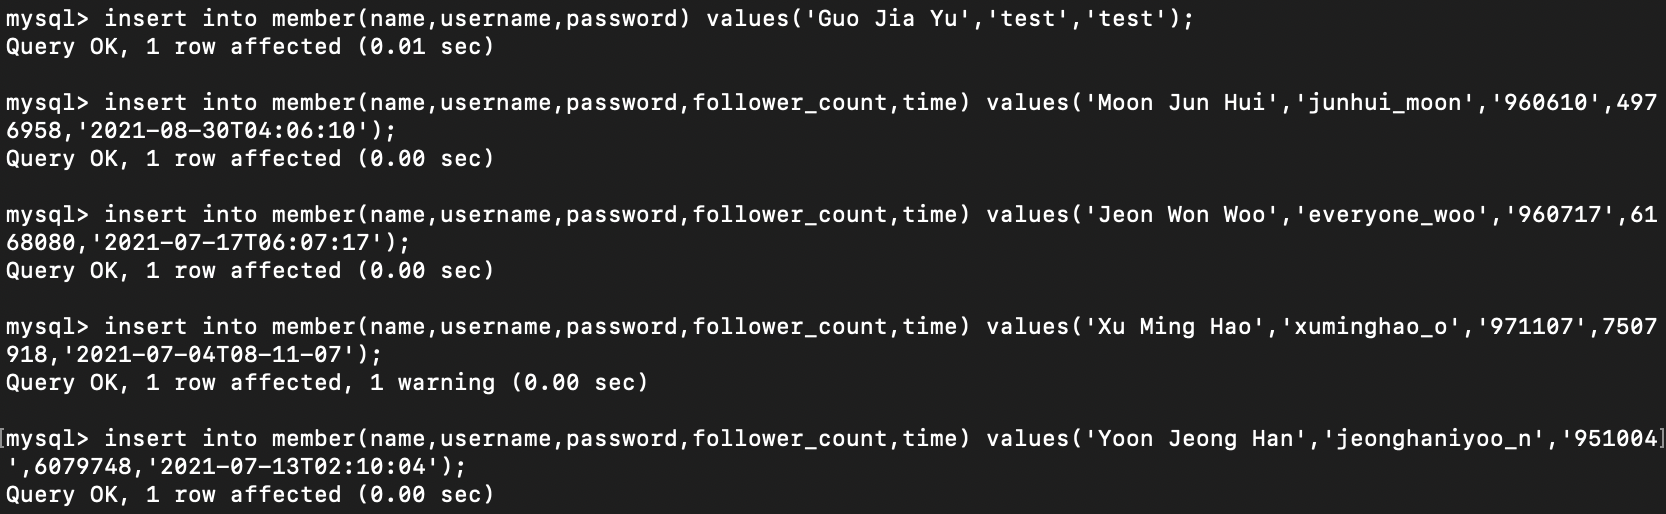 mysql> insert into member(name,username,password) values('Guo Jia Yu','test','test');
Query OK, 1 row affected (0.01 sec)
mysql> insert into member(name,username,password,follower_count,time) values('Moon Jun Hui','junhui_moon','960610',497
6958,'2021-08-30T04:06:10');
Query OK, 1 row affected (0.00 sec)
mysql> insert into member(name,username,password,follower_count,time) values('Jeon Won Woo','everyone_woo','960717',61
68080,'2021-07-17T06:07:17');
Query OK, 1 row affected (0.00 sec)
mysql> insert into member(name,username,password,follower_count,time) values('Xu Ming Hao','xuminghao_o','971107',7507
918,'2021-07-04T08-11-07');
Query OK, 1 row affected, 1 warning (0.00 sec)
[mysql> insert into member(name,username,password,follower_count,time) values('Yoon Jeong Han','jeonghaniyoo_n','951004]
',6079748,'2021-07-13T02:10:04');
Query OK, 1 row affected (0.00 sec)